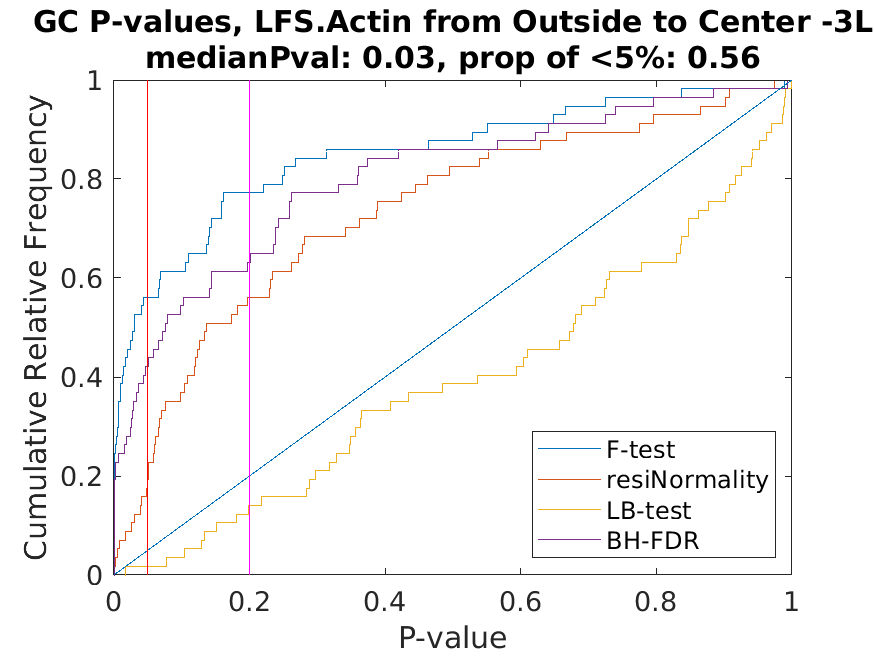 GC P-values, LFS.Actin from Outside to Center -3L
medianPval: 0.03, prop of <5%: 0.56
1
0.8
0.6
0.4
0.2
0
Cumulative Relative Frequency
F-test
resiNormality
LB-test
BH-FDR
0 0.2 0.4 0.6 0.8 1
P-value